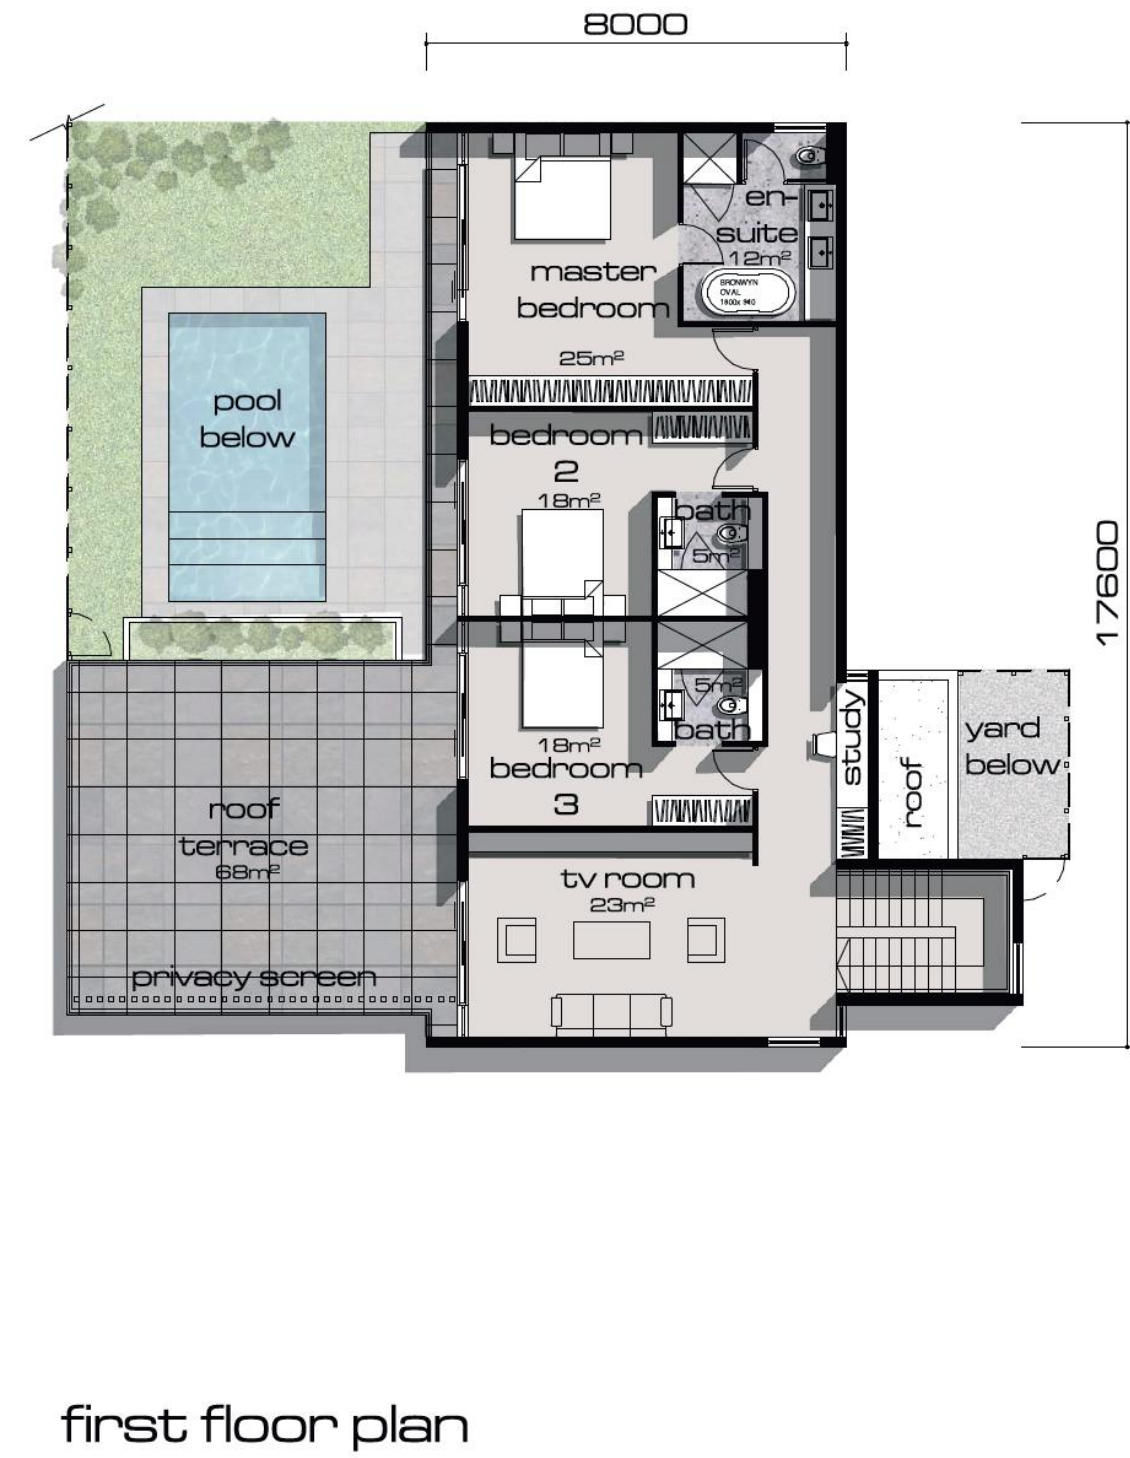 8000
17600
en-
suite
12m²
BRONWYN
OVAL
1800x 940
master
bedroom
25m²
pool
below
bedroom
2
18m²
bath
5m²
5m²
bath
18m²
bedroom
3
study
roof
yard
below
roof
terrace
68m²
privacy screen
tv room
23m²
first floor plan